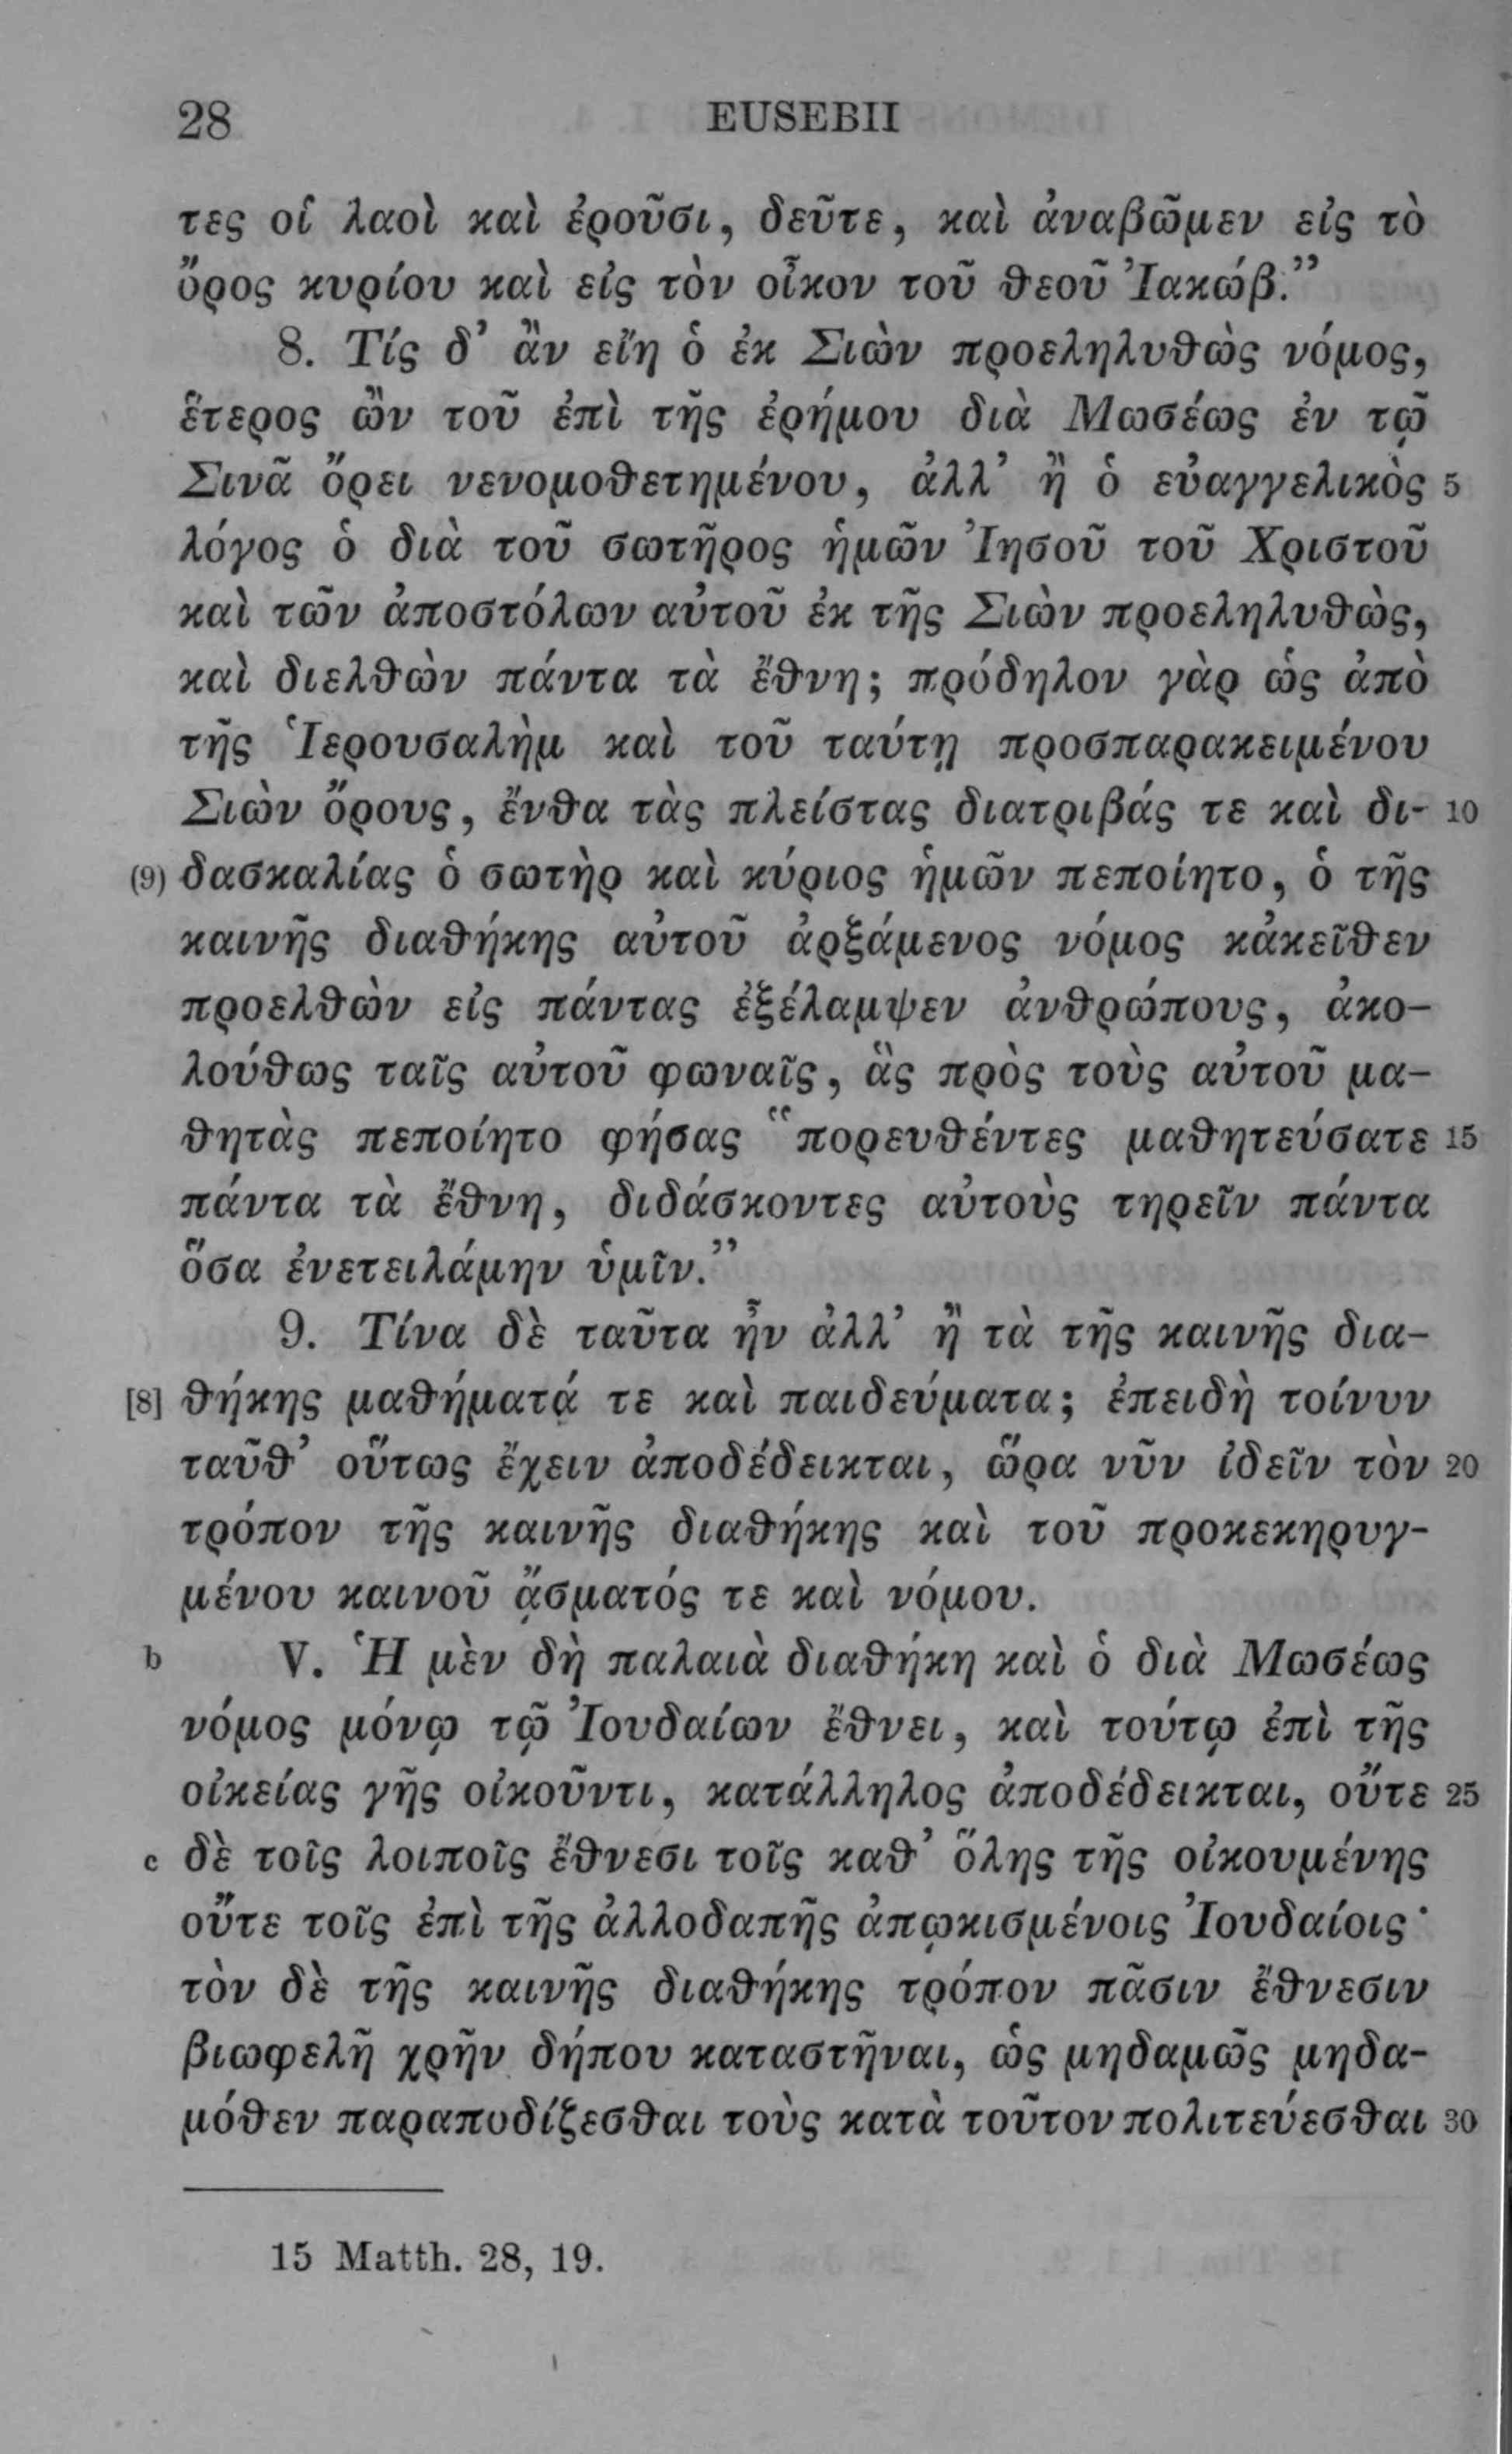 28 EUSEBII
τες οἱ λαοὶ καὶ ἐροῦσι, δεῦτε, καὶ ἀναβῶμεν εἰς τὸ
ὄρος κυρίου καὶ εἰς τὸν οἶκον τοῦ θεοῦ Ἰακώβ."
8. Τίς δ' ἂν εἴη ὁ ἐκ Σιὼν προεληλυθὼς νόμος,
ἕτερος ὢν τοῦ ἐπὶ τῆς ἐρήμου διὰ Μωσέως ἐν τῷ
Σινᾶ ὄρει νενομοθετημένου, ἀλλ' ἢ ὁ εὐαγγελικὸς 5
λόγος ὁ διὰ τοῦ σωτῆρος ἡμῶν Ἰησοῦ τοῦ Χριστοῦ
καὶ τῶν ἀποστόλων αὐτοῦ ἐκ τῆς Σιὼν προεληλυθὼς,
καὶ διελθὼν πάντα τὰ ἔθνη; πρόδηλον γὰρ ὡς ἀπὸ
τῆς Ἱερουσαλὴμ καὶ τοῦ ταύτῃ προσπαρακειμένου
Σιὼν ὄρους, ἔνθα τὰς πλείστας διατριβάς τε καὶ δι- 10
(9) δασκαλίας ὁ σωτὴρ καὶ κύριος ἡμῶν πεποίητο, ὁ τῆς
καινῆς διαθήκης αὐτοῦ ἀρξάμενος νόμος κἀκεῖθεν
προελθὼν εἰς πάντας ἐξέλαμψεν ἀνθρώπους, ἀκο-
λούθως ταῖς αὐτοῦ φωναῖς, ἃς πρὸς τοὺς αὐτοῦ μα-
θητὰς πεποίητο φήσας "πορευθέντες μαθητεύσατε 15
πάντα τὰ ἔθνη, διδάσκοντες αὐτοὺς τηρεῖν πάντα
ὅσα ἐνετειλάμην ὑμῖν."
9. Τίνα δὲ ταῦτα ἦν ἀλλ' ἢ τὰ τῆς καινῆς δια-
[8] θήκης μαθήματά τε καὶ παιδεύματα; ἐπειδὴ τοίνυν
ταῦθ' οὕτως ἔχειν ἀποδέδεικται, ὥρα νῦν ἰδεῖν τὸν 20
τρόπον τῆς καινῆς διαθήκης καὶ τοῦ προκεκηρυγ-
μένου καινοῦ ᾄσματός τε καὶ νόμου.
b V. Ἡ μὲν δὴ παλαιὰ διαθήκη καὶ ὁ διὰ Μωσέως
νόμος μόνῳ τῷ Ἰουδαίων ἔθνει, καὶ τούτῳ ἐπὶ τῆς
οἰκείας γῆς οἰκοῦντι, κατάλληλος ἀποδέδεικται, οὔτε 25
c δὲ τοῖς λοιποῖς ἔθνεσι τοῖς καθ' ὅλης τῆς οἰκουμένης
οὔτε τοῖς ἐπὶ τῆς ἀλλοδαπῆς ἀπῳκισμένοις Ἰουδαίοις·
τὸν δὲ τῆς καινῆς διαθήκης τρόπον πᾶσιν ἔθνεσιν
βιωφελῆ χρῆν δήπου καταστῆναι, ὡς μηδαμῶς μηδα-
μόθεν παραποδίζεσθαι τοὺς κατὰ τοῦτον πολιτεύεσθαι 30
15 Matth. 28, 19.